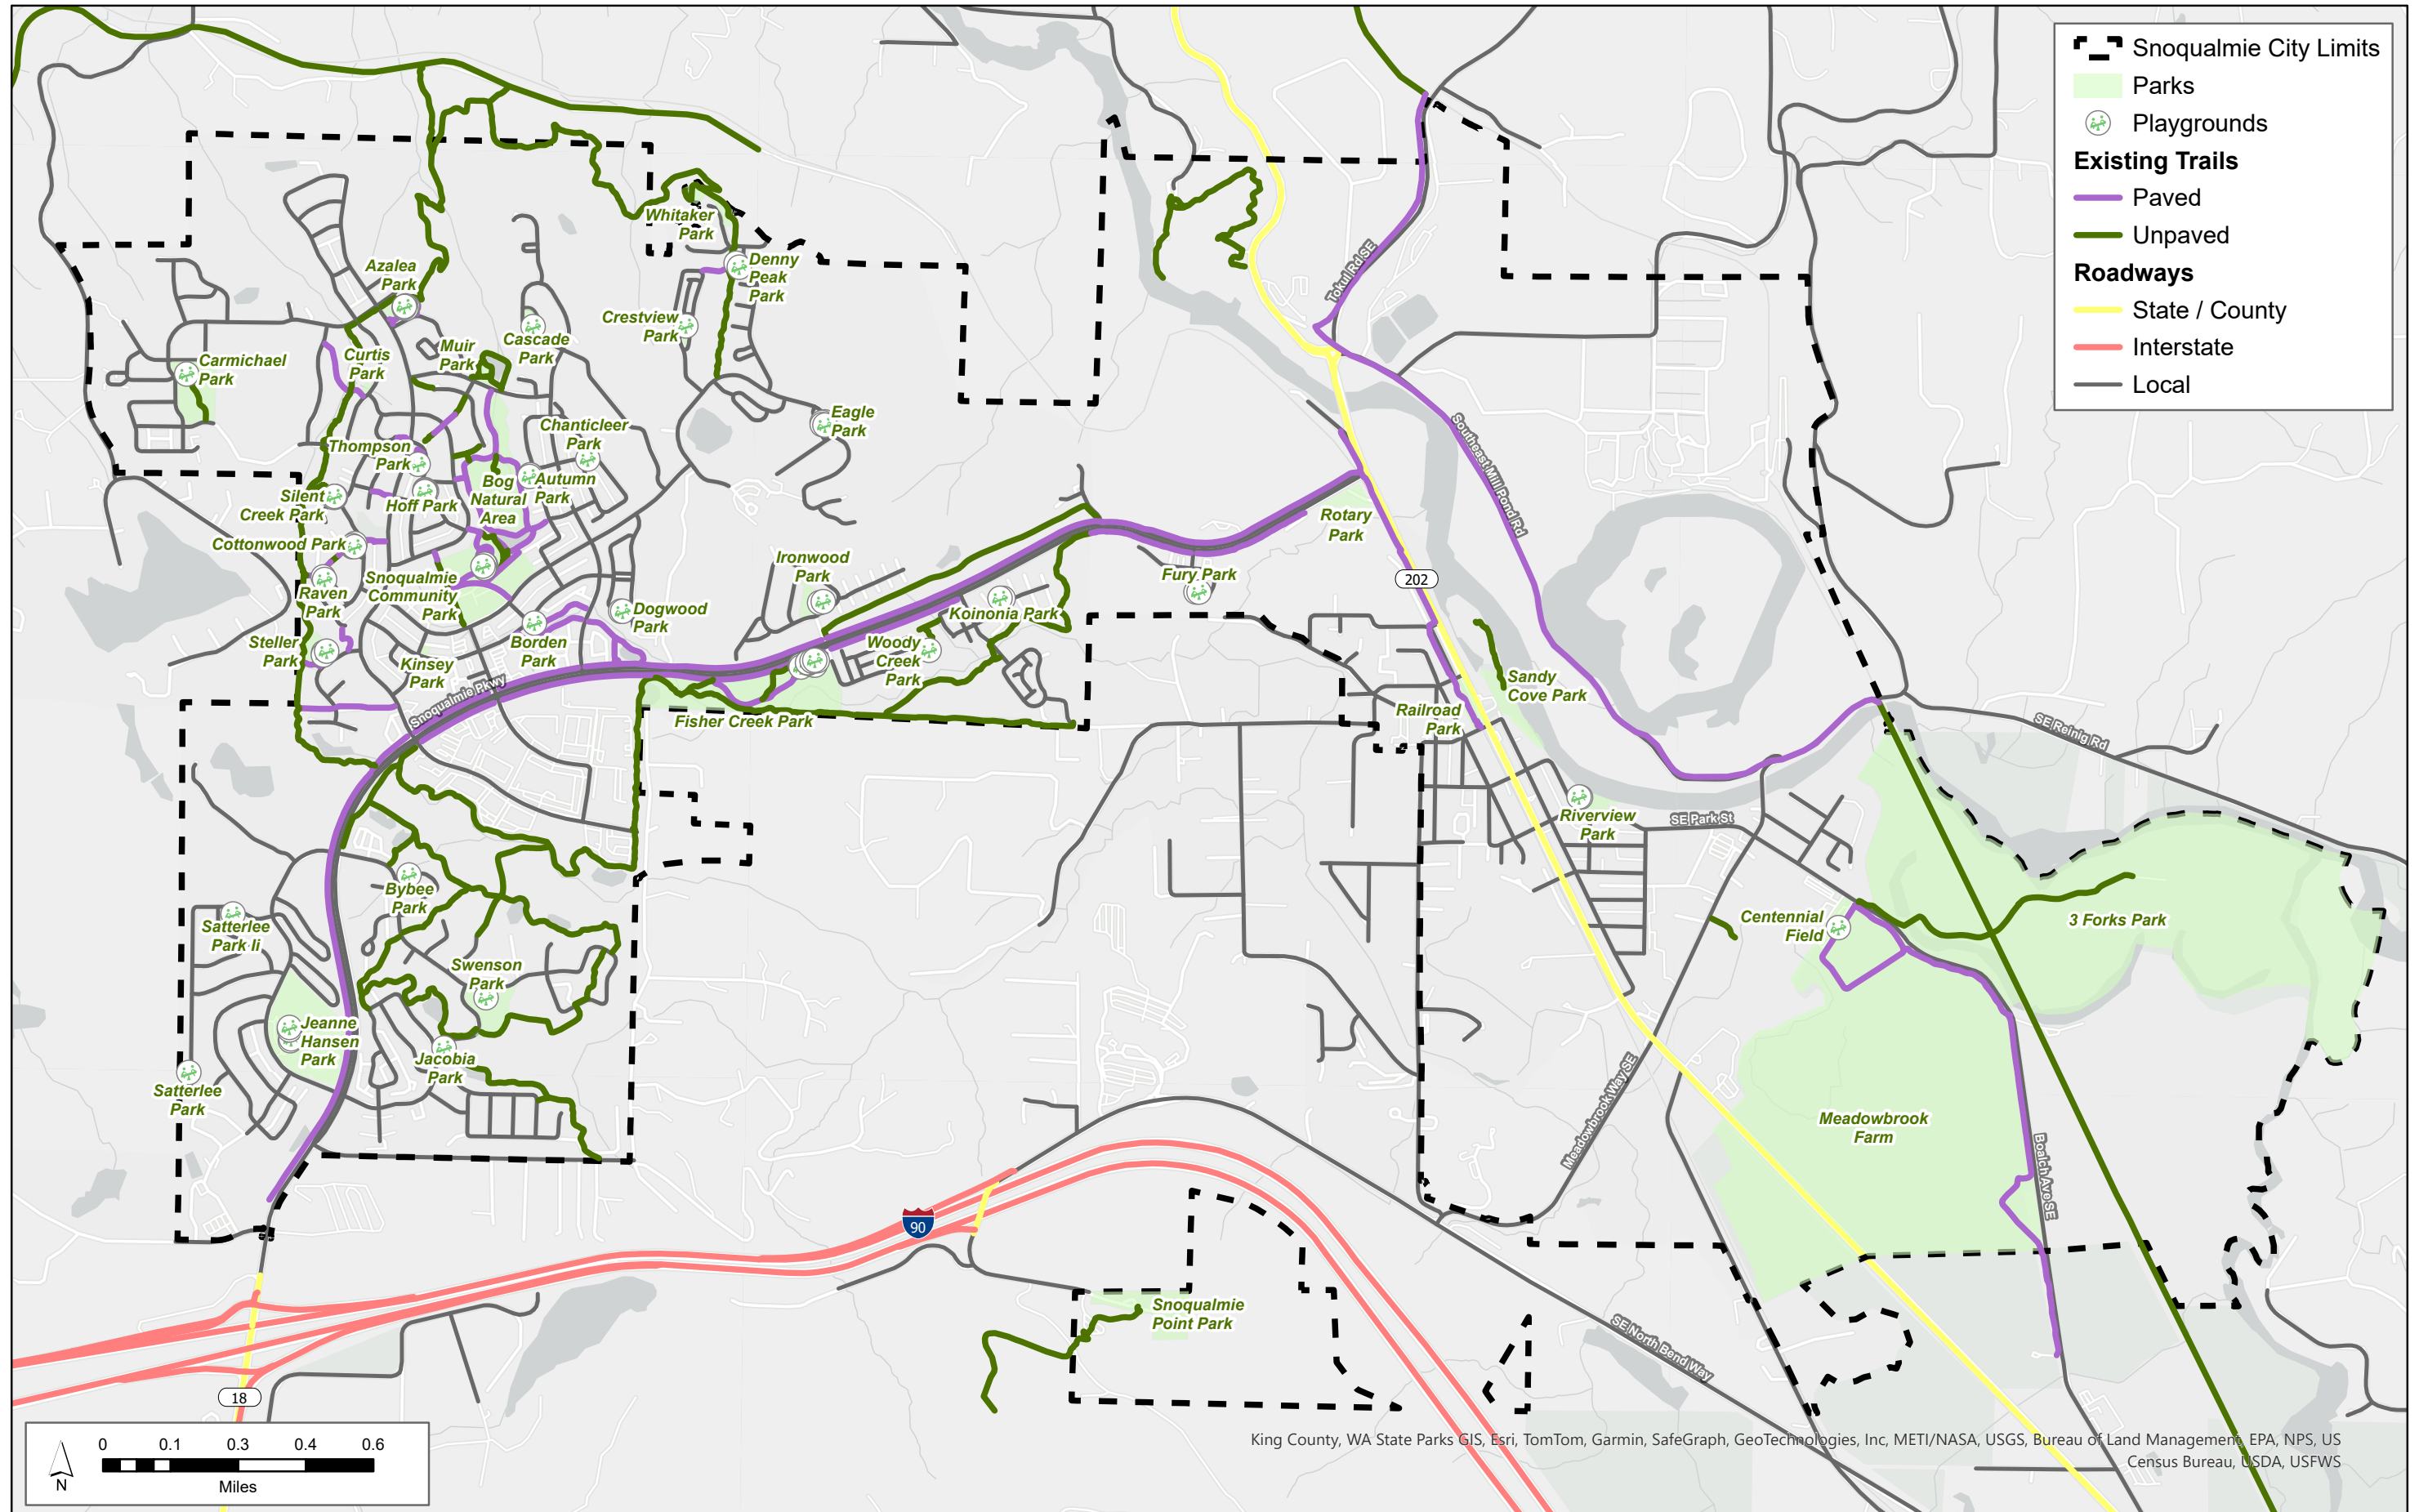 Snoqualmie City Limits
Parks
Playgrounds
Existing Trails
Paved
Unpaved
Roadways
State / County
Interstate
Local
Whitaker
Park
Denny
Peak
Park
Azalea
Park
Crestview
Park
Cascade
Park
Muir
Park
Curtis
Park
Carmichael
Park
Eagle
Park
Chanticleer
Park
Thompson
Park
Autumn
Park
Bog
Natural
Area
Hoff Park
Silent
Creek Park
Cottonwood Park
Raven
Park
Snoqualmie
Community
Park
Steller
Park
Kinsey
Park
Borden
Park
Dogwood
Park
Ironwood
Park
Koinonia Park
Woody
Creek
Park
Fury Park
Fisher Creek Park
Snoqualmie Pkwy
Rotary
Park
Tokul Rd SE
Southeast Mill Pond Rd
202
Sandy
Cove Park
Railroad
Park
Riverview
Park
SE Park St
SE Reinig Rd
Centennial
Field
3 Forks Park
Meadowbrook
Farm
Meadowbrook Way SE
Boalch Ave SE
Bybee
Park
Satterlee
Park Ii
Swenson
Park
Jeanne
Hansen
Park
Jacobia
Park
Satterlee
Park
90
Snoqualmie
Point Park
SE North Bend Way
18
0 0.1 0.3 0.4 0.6
Miles
N
King County, WA State Parks GIS, Esri, TomTom, Garmin, SafeGraph, GeoTechnologies, Inc, METI/NASA, USGS, Bureau of Land Management, EPA, NPS, US
Census Bureau, USDA, USFWS